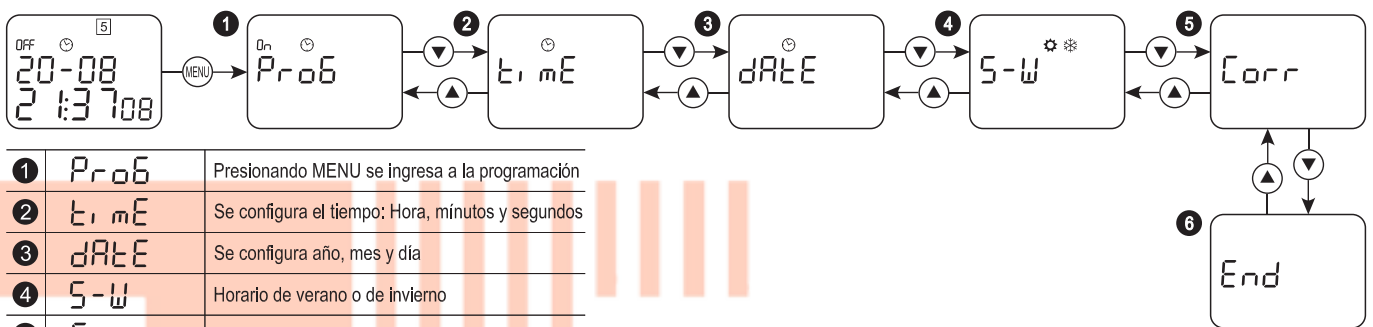 1 2 3 4 5
5
OFF
20-08
21:37 08
MENU
On
ProG
timE
dAtE
S-W
Corr
1 ProG Presionando MENU se ingresa a la programación
2 timE Se configura el tiempo: Hora, mínutos y segundos
3 dAtE Se configura año, mes y día
4 S-W Horario de verano o de invierno
6
End